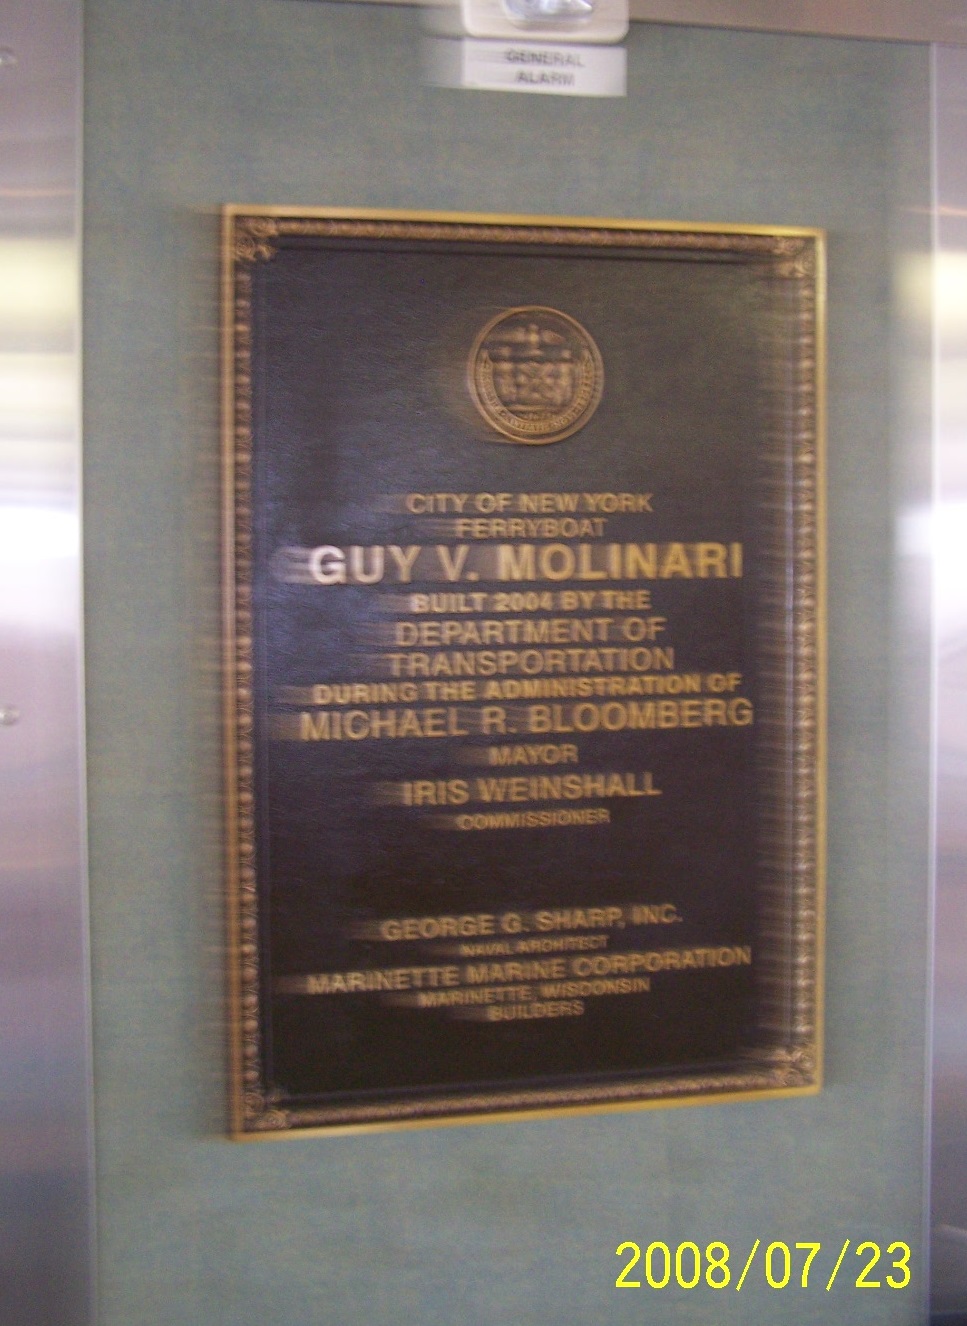 GENERAL
ALARM
CITY OF NEW YORK
FERRYBOAT
GUY V. MOLINARI
BUILT 2004 BY THE
DEPARTMENT OF
TRANSPORTATION
DURING THE ADMINISTRATION OF
MICHAEL R. BLOOMBERG
MAYOR
IRIS WEINSHALL
COMMISSIONER
GEORGE G. SHARP, INC.
NAVAL ARCHITECT
MARINETTE MARINE CORPORATION
MARINETTE, WISCONSIN
BUILDERS
2008/07/23